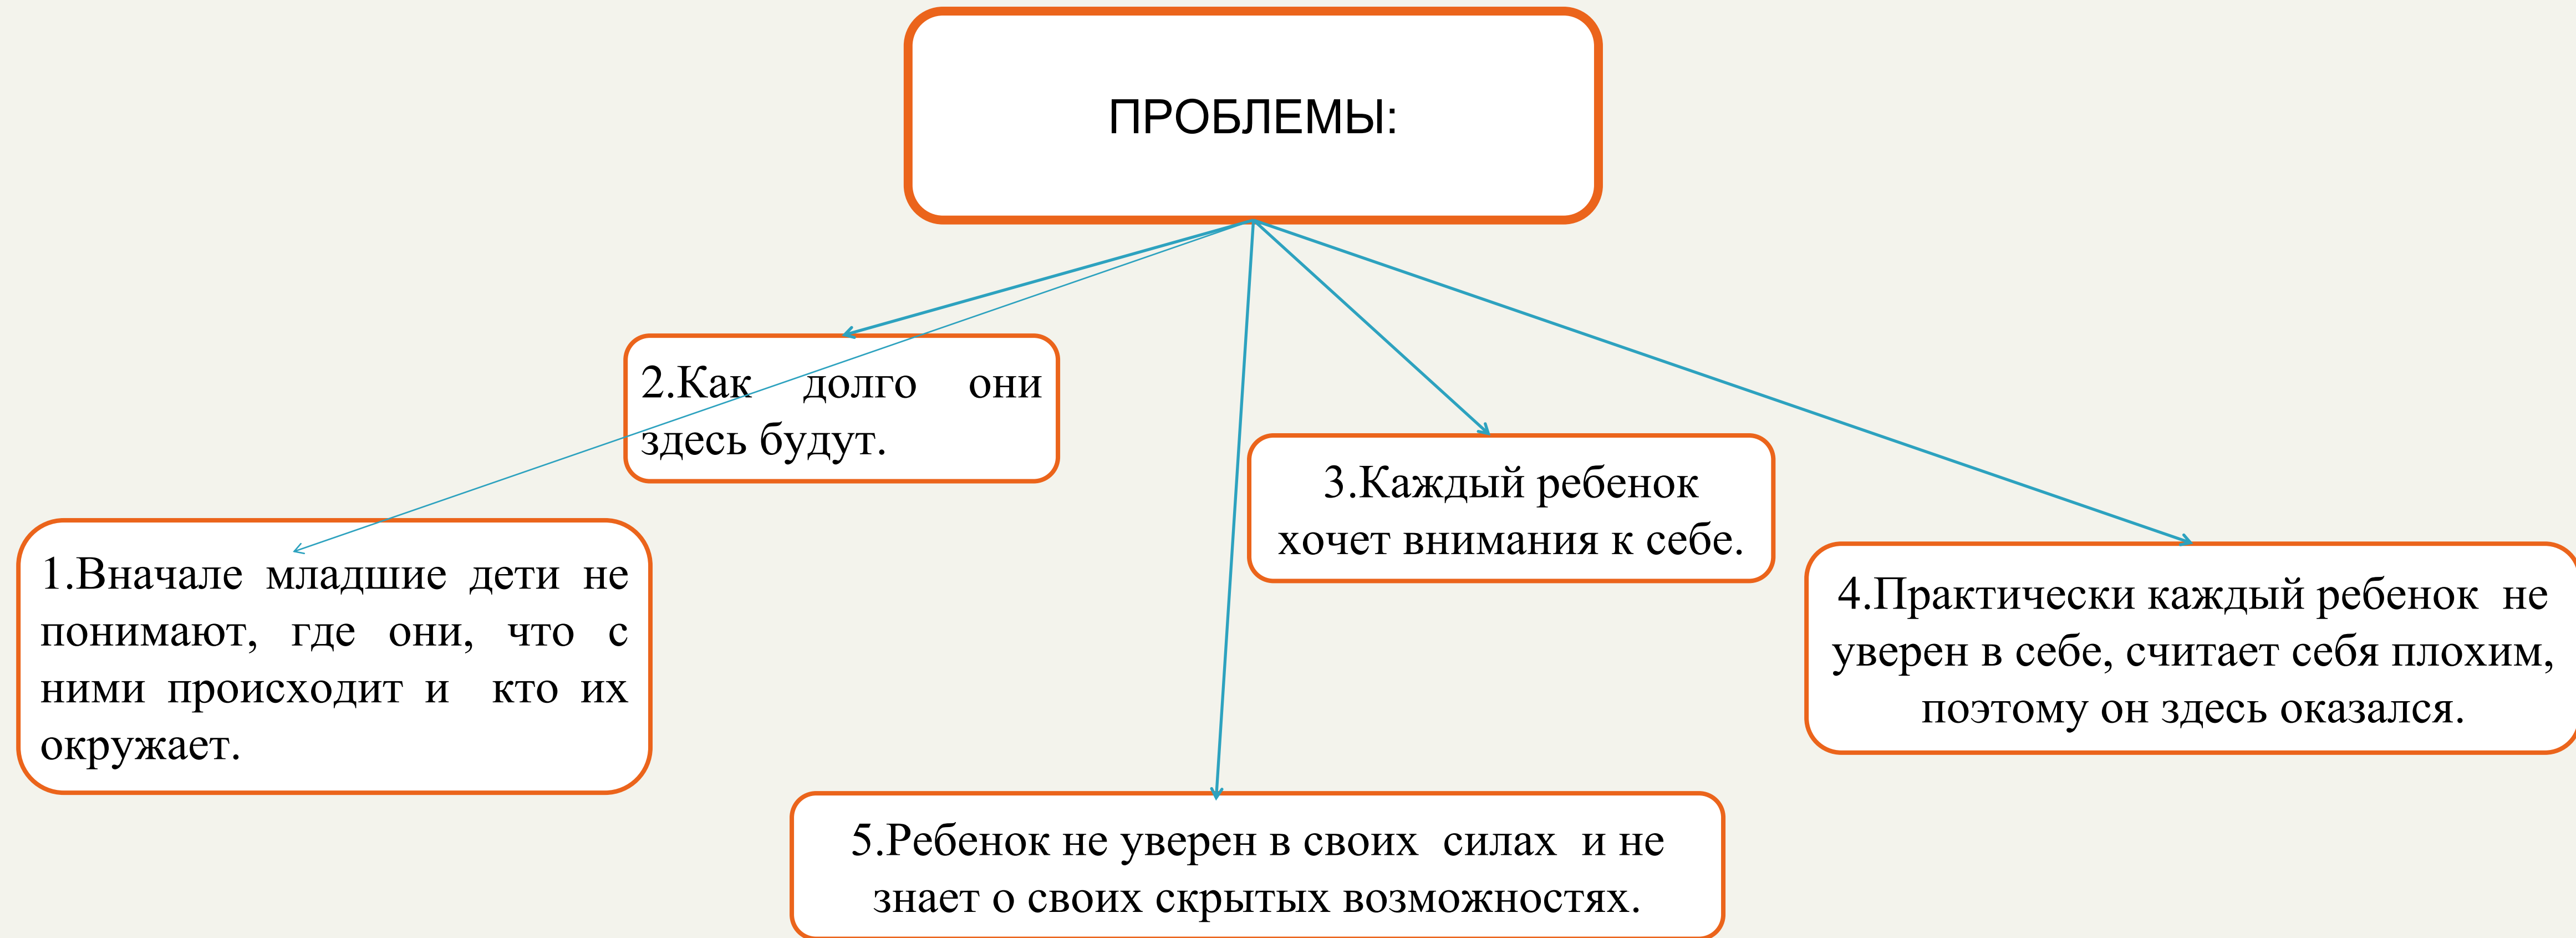 ПРОБЛЕМЫ:
2.Как долго они
здесь будут.
3.Каждый ребенок
хочет внимания к себе.
1.Вначале младшие дети не
понимают, где они, что с
ними происходит и кто их
окружает.
4.Практически каждый ребенок не
уверен в себе, считает себя плохим,
поэтому он здесь оказался.
5.Ребенок не уверен в своих силах и не
знает о своих скрытых возможностях.